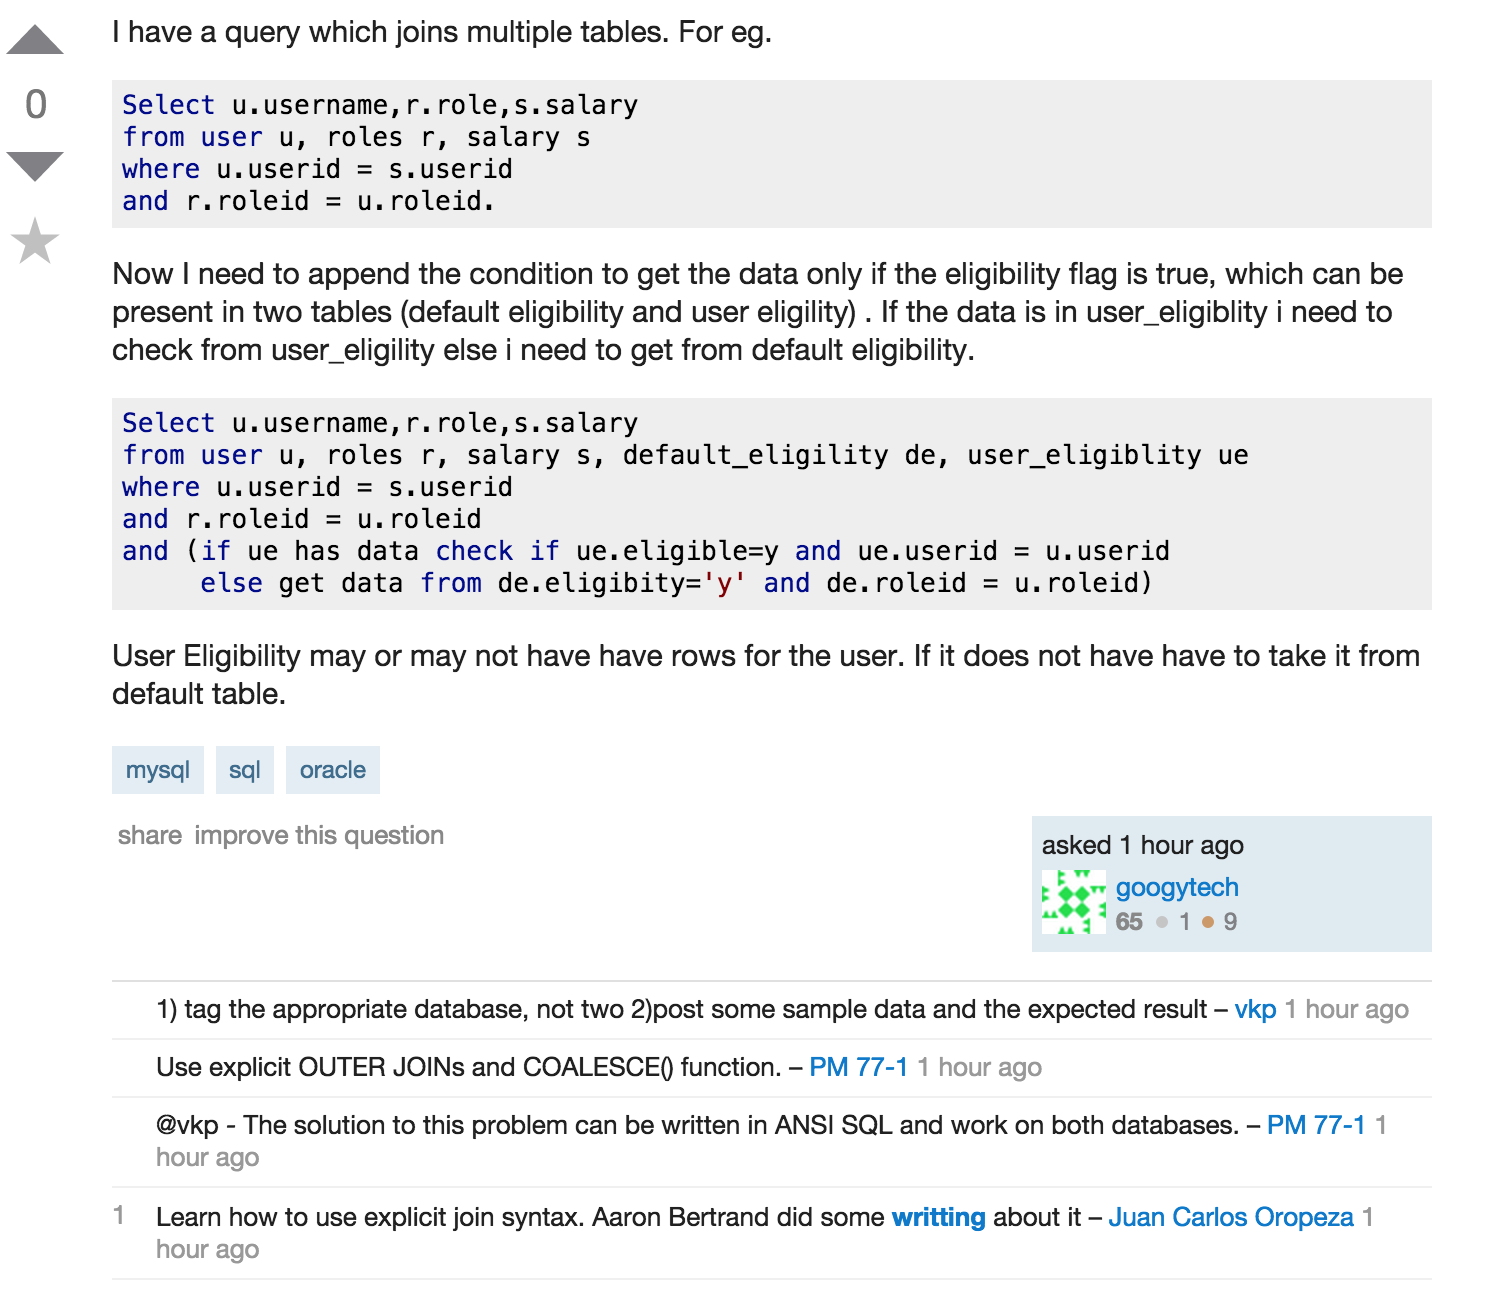 I have a query which joins multiple tables. For eg.
0
Select u.username,r.role,s.salary
from user u, roles r, salary s
where u.userid = s.userid
and r.roleid = u.roleid.
Now I need to append the condition to get the data only if the eligibility flag is true, which can be
present in two tables (default eligibility and user eligility) . If the data is in user_eligiblity i need to
check from user_eligility else i need to get from default eligibility.
Select u.username,r.role,s.salary
from user u, roles r, salary s, default_eligility de, user_eligiblity ue
where u.userid = s.userid
and r.roleid = u.roleid
and (if ue has data check if ue.eligible=y and ue.userid = u.userid
     else get data from de.eligibity='y' and de.roleid = u.roleid)
User Eligibility may or may not have have rows for the user. If it does not have have to take it from
default table.
mysql sql oracle
share improve this question
asked 1 hour ago
googytech
65 1 9
1) tag the appropriate database, not two 2)post some sample data and the expected result – vkp 1 hour ago
Use explicit OUTER JOINs and COALESCE() function. – PM 77-1 1 hour ago
@vkp - The solution to this problem can be written in ANSI SQL and work on both databases. – PM 77-1 1
hour ago
1 Learn how to use explicit join syntax. Aaron Bertrand did some writting about it – Juan Carlos Oropeza 1
hour ago